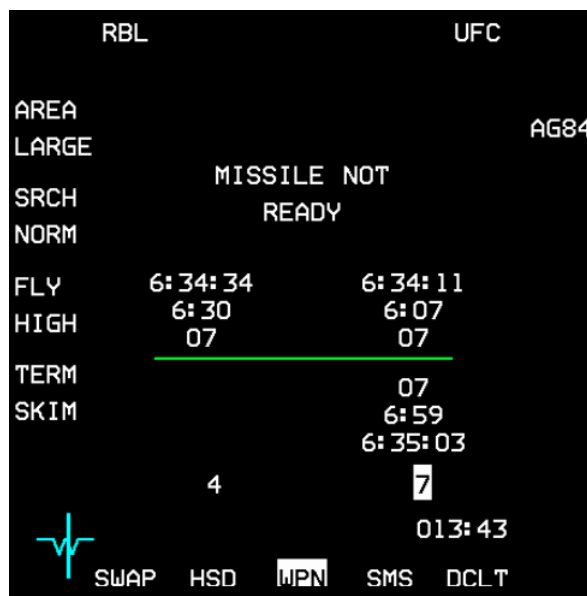 RBL UFC
AREA
AG84
LARGE
MISSILE NOT
SRCH
READY
NORM
FLY 6:34:34 6:34:11
HIGH 6:30 6:07
07 07
TERM
07
SKIM 6:59
6:35:03
4 7
013:43
SWAP HSD WPN SMS DCLT